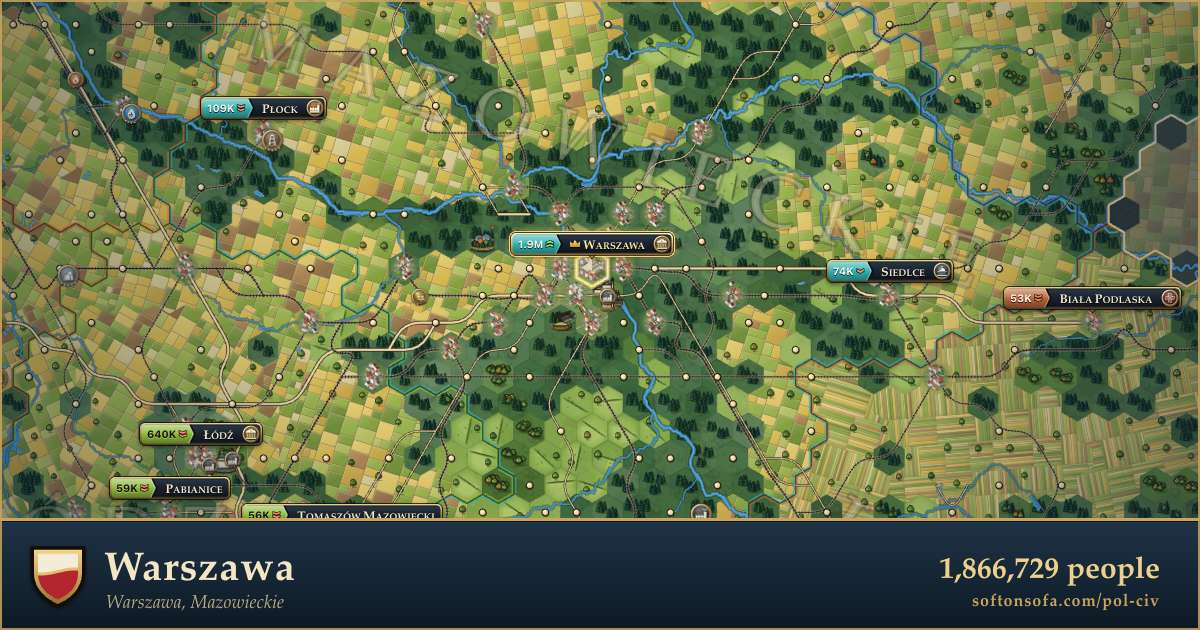 MAZOWIECKIE
109K PŁOCK
1.9M WARSZAWA
74K SIEDLCE
53K BIAŁA PODLASKA
640K ŁÓDŹ
59K PABIANICE
56K TOMASZÓW MAZOWIECKI
Warszawa
Warszawa, Mazowieckie
1,866,729 people
softonsofa.com/pol-civ